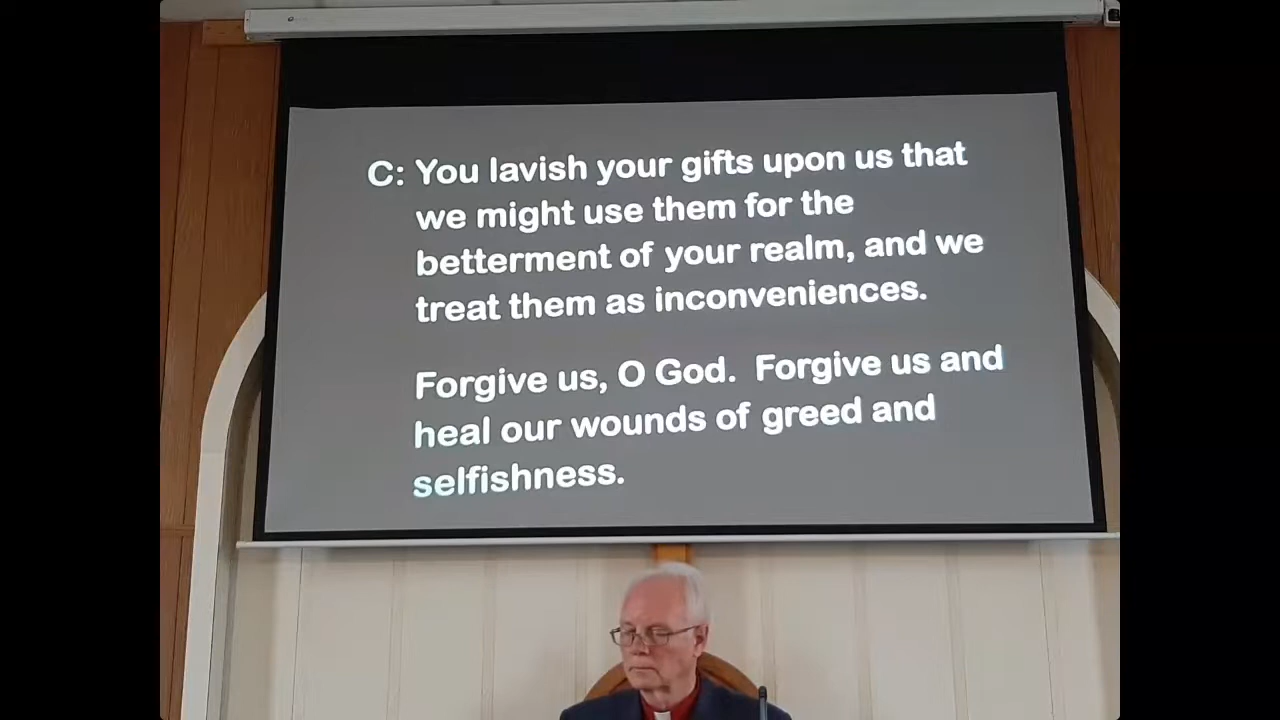 C: You lavish your gifts upon us that
we might use them for the
betterment of your realm, and we
treat them as inconveniences.
Forgive us, O God. Forgive us and
heal our wounds of greed and
selfishness.